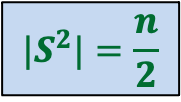 |S²| = n/2